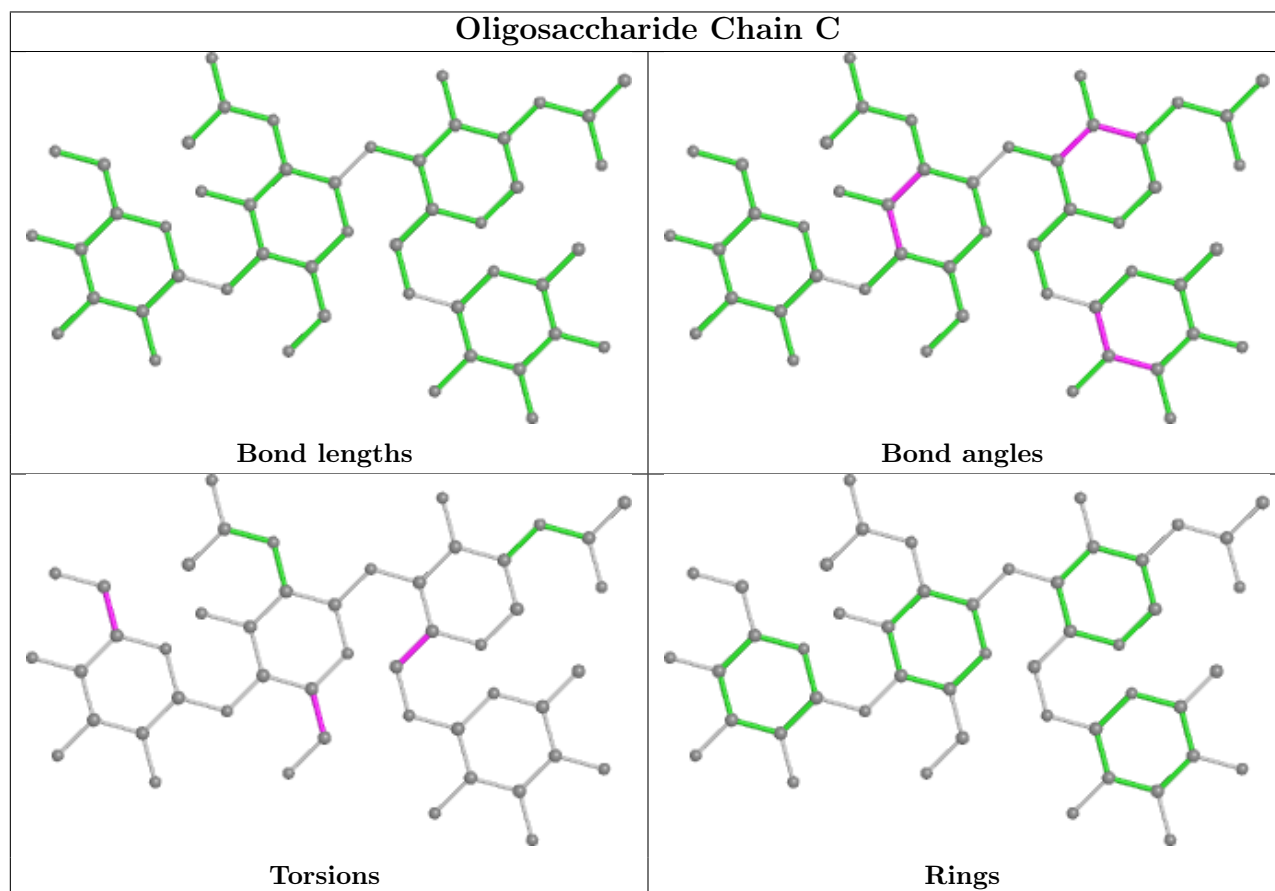 Oligosaccharide Chain C
Bond lengths
Bond angles
Torsions
Rings